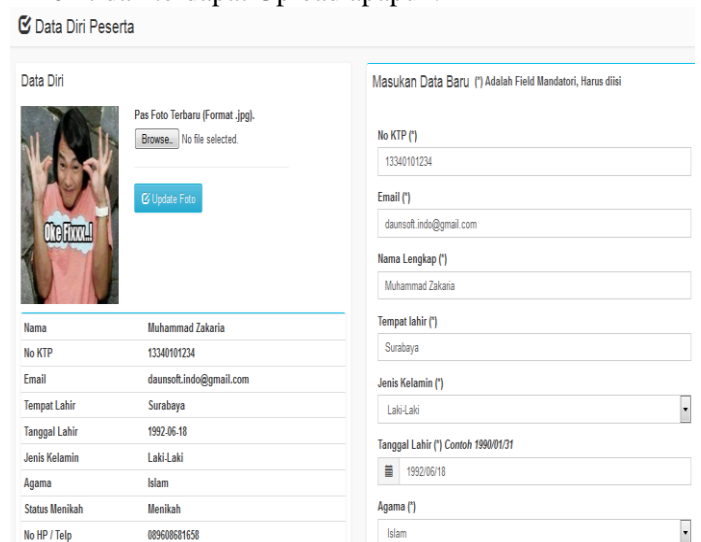 Data Diri Peserta
Data Diri
Pas Foto Terbaru (Format .jpg).
Browse.. No file selected.
Update Foto
Oke Fixxx..!
Nama Muhammad Zakaria
No KTP 13340101234
Email daunsoft.indo@gmail.com
Tempat Lahir Surabaya
Tanggal Lahir 1992-06-18
Jenis Kelamin Laki-Laki
Agama Islam
Status Menikah Menikah
No HP / Telp 089608681658
Masukan Data Baru (*) Adalah Field Mandatori, Harus diisi
No KTP (*)
13340101234
Email (*)
daunsoft.indo@gmail.com
Nama Lengkap (*)
Muhammad Zakaria
Tempat lahir (*)
Surabaya
Jenis Kelamin (*)
Laki-Laki
Tanggal Lahir (*) Contoh 1990/01/31
1992/06/18
Agama (*)
Islam